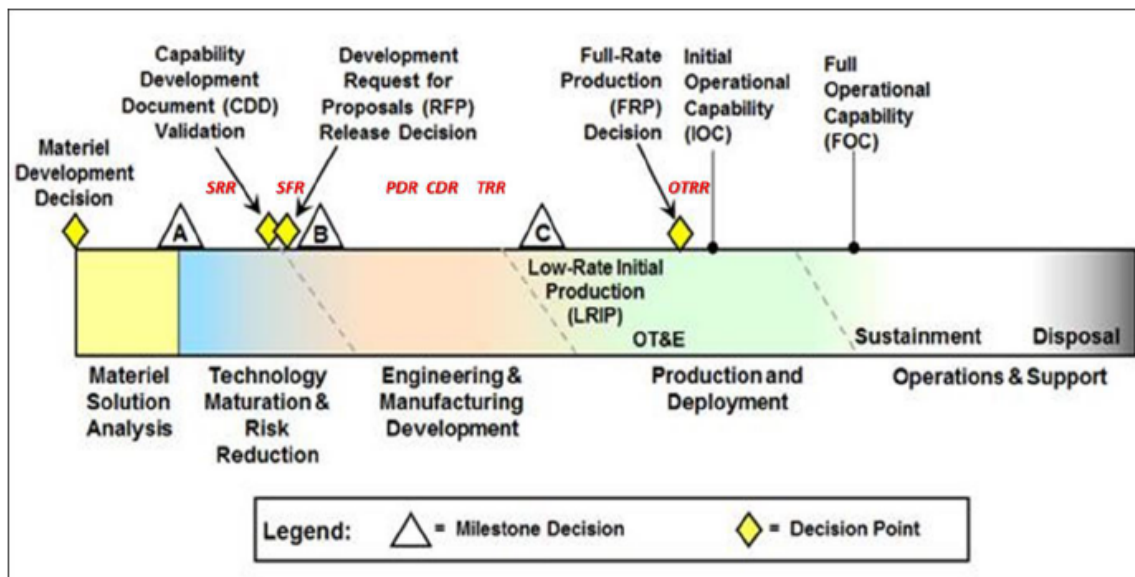 Capability
Development
Document (CDD)
Validation
Development
Request for
Proposals (RFP)
Release Decision
Full-Rate
Production
(FRP)
Decision
Initial
Operational
Capability
(IOC)
Full
Operational
Capability
(FOC)
Materiel
Development
Decision
SRR
SFR
PDR
CDR
TRR
OTRR
A
B
C
Low-Rate Initial
Production
(LRIP)
OT&E
Sustainment
Disposal
Materiel
Solution
Analysis
Technology
Maturation &
Risk
Reduction
Engineering &
Manufacturing
Development
Production and
Deployment
Operations & Support
Legend:
= Milestone Decision
= Decision Point